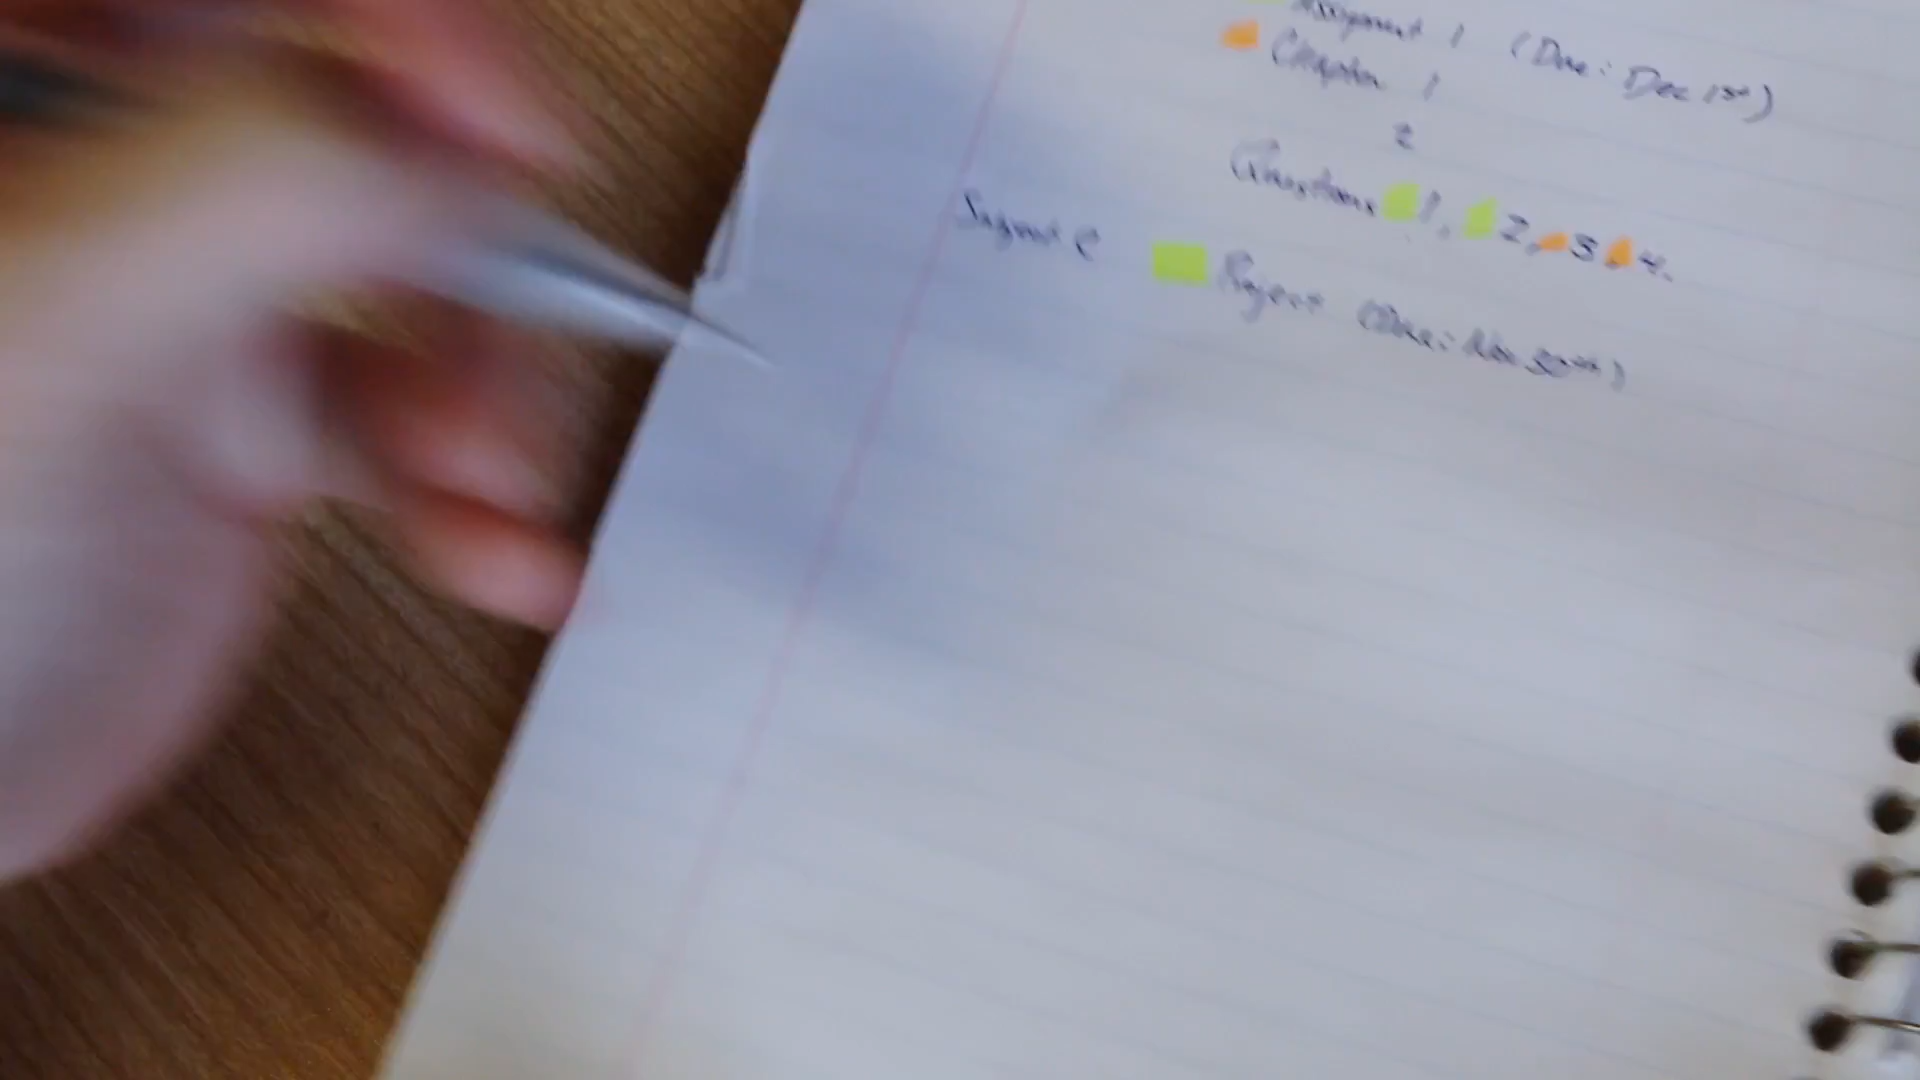 Assignment 1 (Due: Dec 1st)
Chapter 1
2
Questions 1, 2, 3, 4.
Subject C Project (Due: Nov 30th)